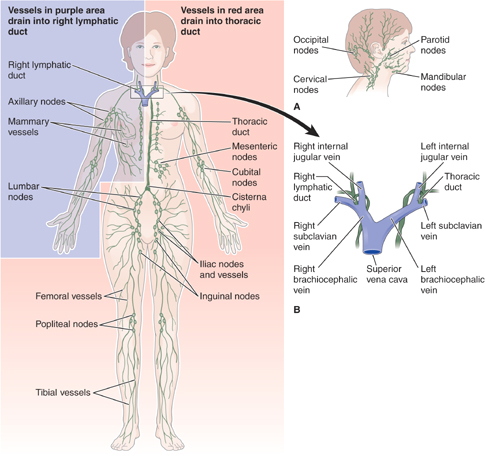 Vessels in purple area
drain into right lymphatic
duct
Vessels in red area
drain into thoracic
duct
Right lymphatic
duct
Axillary nodes
Mammary
vessels
Lumbar
nodes
Femoral vessels
Popliteal nodes
Tibial vessels
Thoracic
duct
Mesenteric
nodes
Cubital
nodes
Cisterna
chyli
Iliac nodes
and vessels
Inguinal nodes
Occipital
nodes
Cervical
nodes
Parotid
nodes
Mandibular
nodes
A
Right internal
jugular vein
Right
lymphatic
duct
Right
subclavian
vein
Right
brachiocephalic
vein
Superior
vena cava
Left internal
jugular vein
Thoracic
duct
Left subclavian
vein
Left
brachiocephalic
vein
B